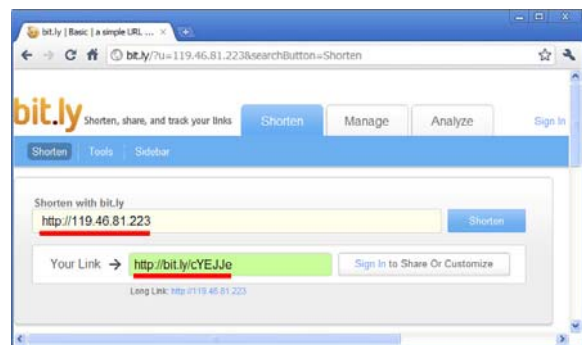 bit.ly | Basic | a simple URL ...
bit.ly/?u=119.46.81.223&searchButton=Shorten
bit.ly Shorten, share, and track your links Shorten Manage Analyze Sign In
Shorten Tools Sidebar
Shorten with bit.ly
http://119.46.81.223 Shorten
Your Link → http://bit.ly/cYEJJe Sign In to Share Or Customize
Long Link: http://119.46.81.223